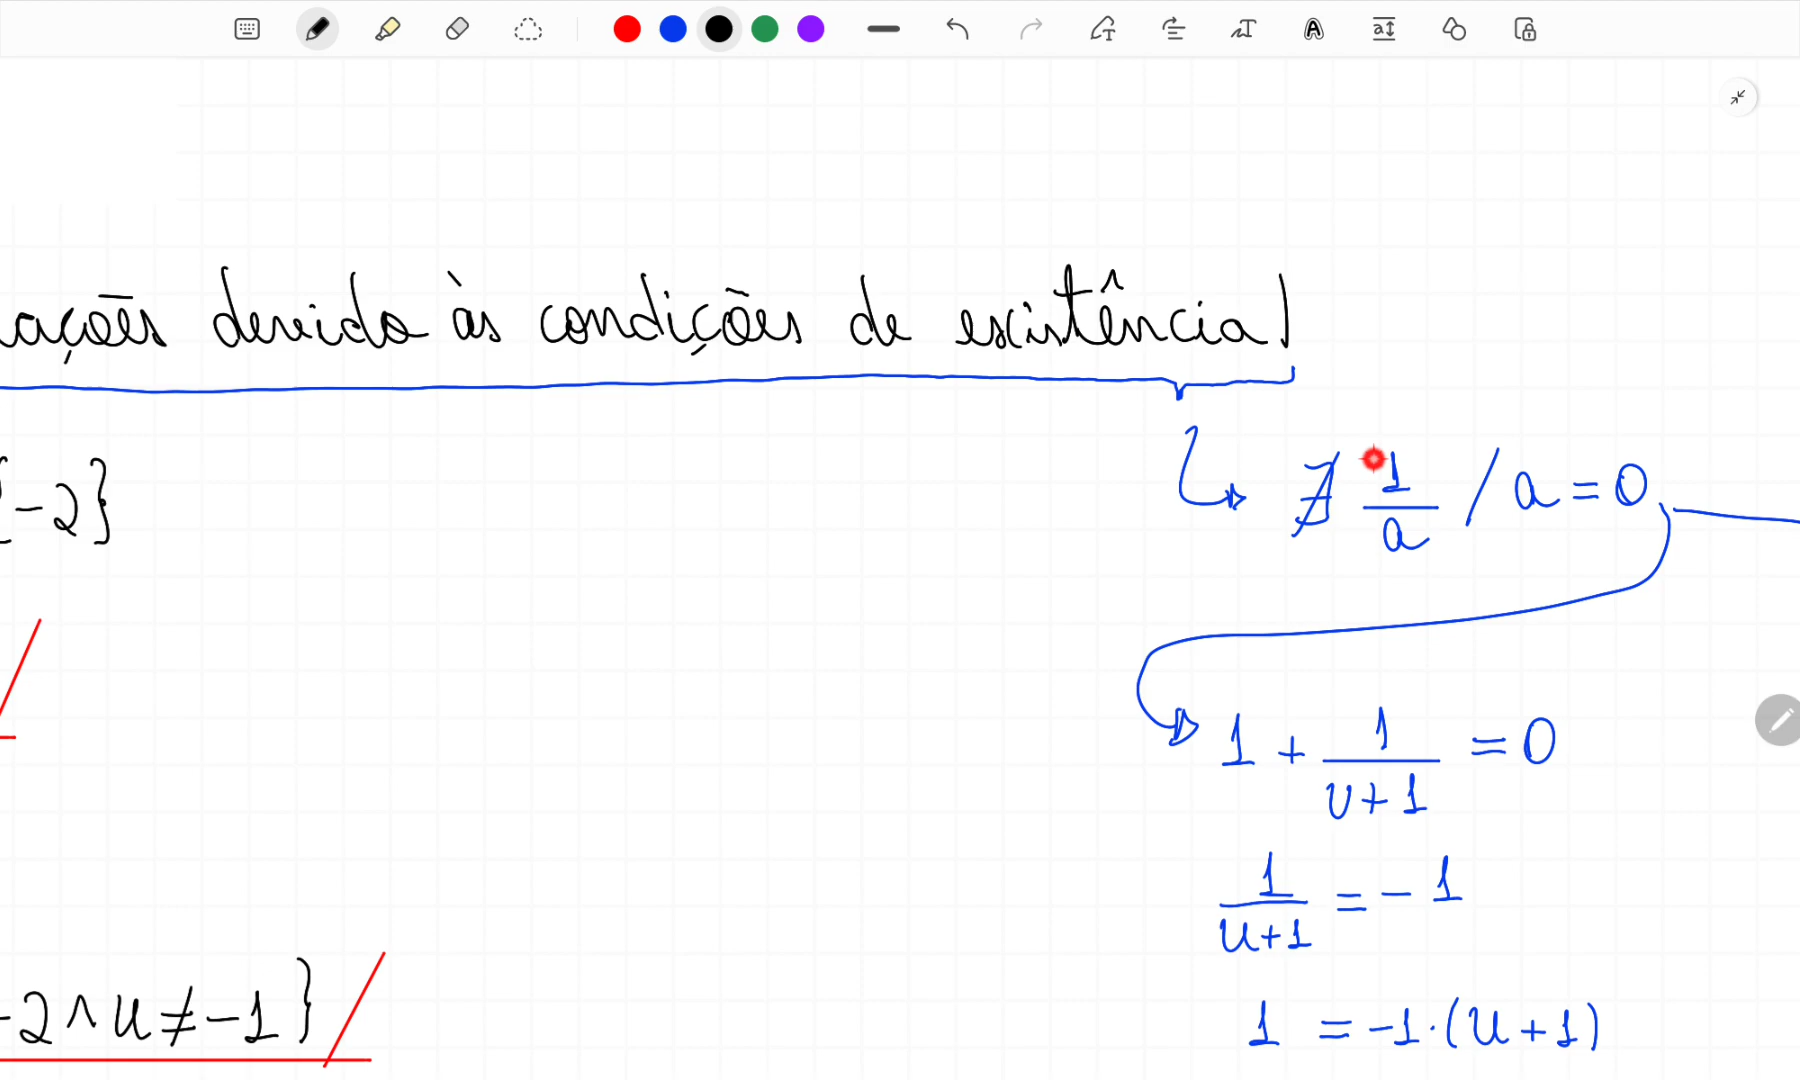 ações devido às condições de existência!
∄ 1/a / a = 0
-2}
1 + 1/(u+1) = 0
1/(u+1) = -1
-2 ∧ u ≠ -1}
1 = -1·(u+1)